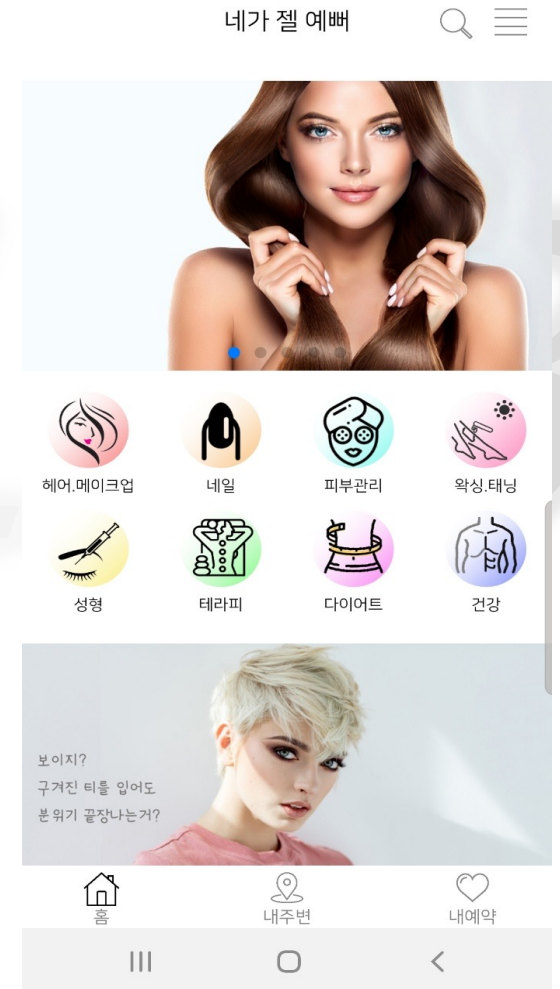 네가 젤 예뻐
헤어.메이크업
네일
피부관리
왁싱.태닝
성형
테라피
다이어트
건강
보이지?
구겨진 티를 입어도
분위기 끝장나는거?
홈
내주변
내예약